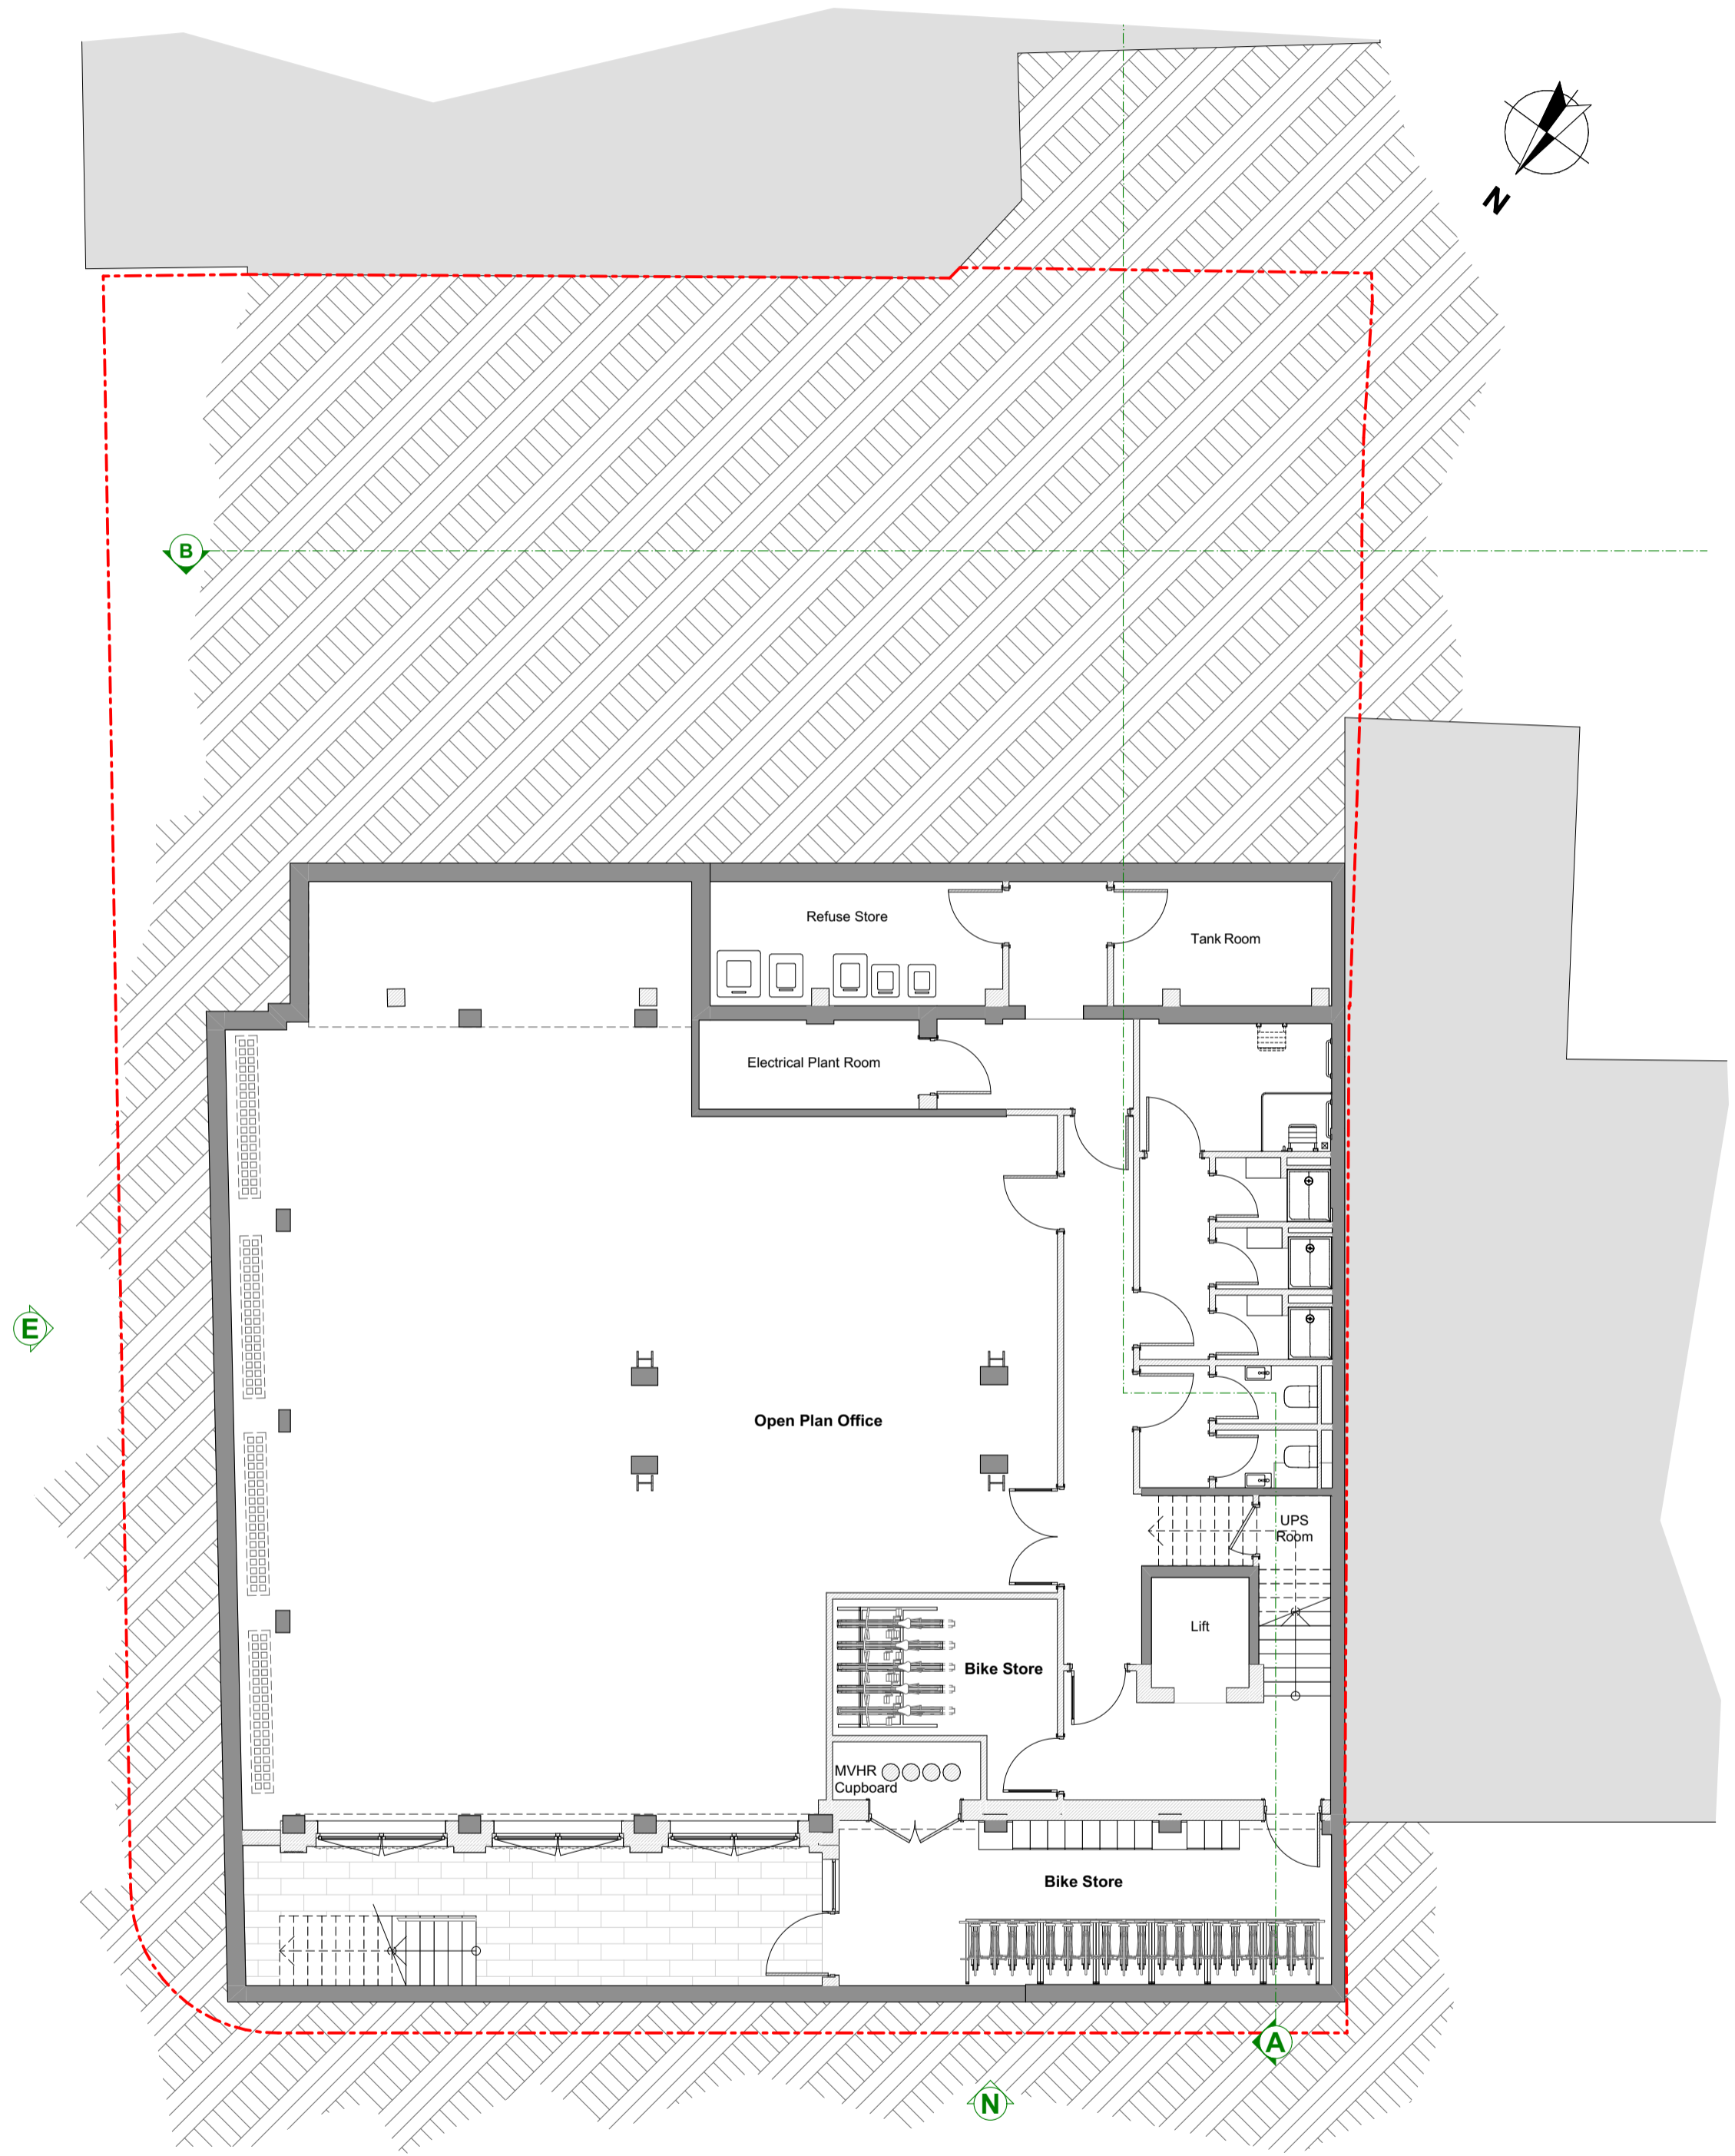 N
B
Refuse Store
Tank Room
Electrical Plant Room
E
Open Plan Office
UPS
Room
Lift
Bike Store
MVHR
Cupboard
Bike Store
A
N